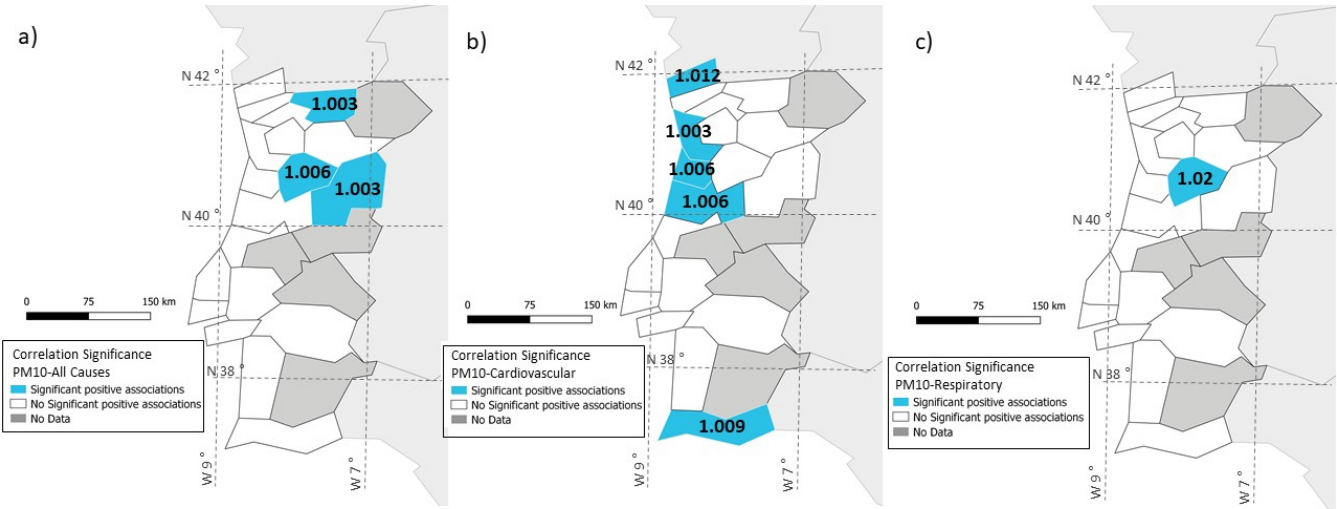 a)
N 42 °
1.003
1.006
1.003
N 40 °
0 75 150 km
Correlation Significance
PM10-All Causes
Significant positive associations
No Significant positive associations
No Data
N 38 °
W 9 °
W 7 °
b)
N 42 °
1.012
1.003
1.006
1.006
N 40 °
0 75 150 km
Correlation Significance
PM10-Cardiovascular
Significant positive associations
No Significant positive associations
No Data
N 38 °
1.009
W 9 °
W 7 °
c)
N 42 °
1.02
N 40 °
0 75 150 km
Correlation Significance
PM10-Respiratory
Significant positive associations
No Significant positive associations
No Data
N 38 °
W 9 °
W 7 °